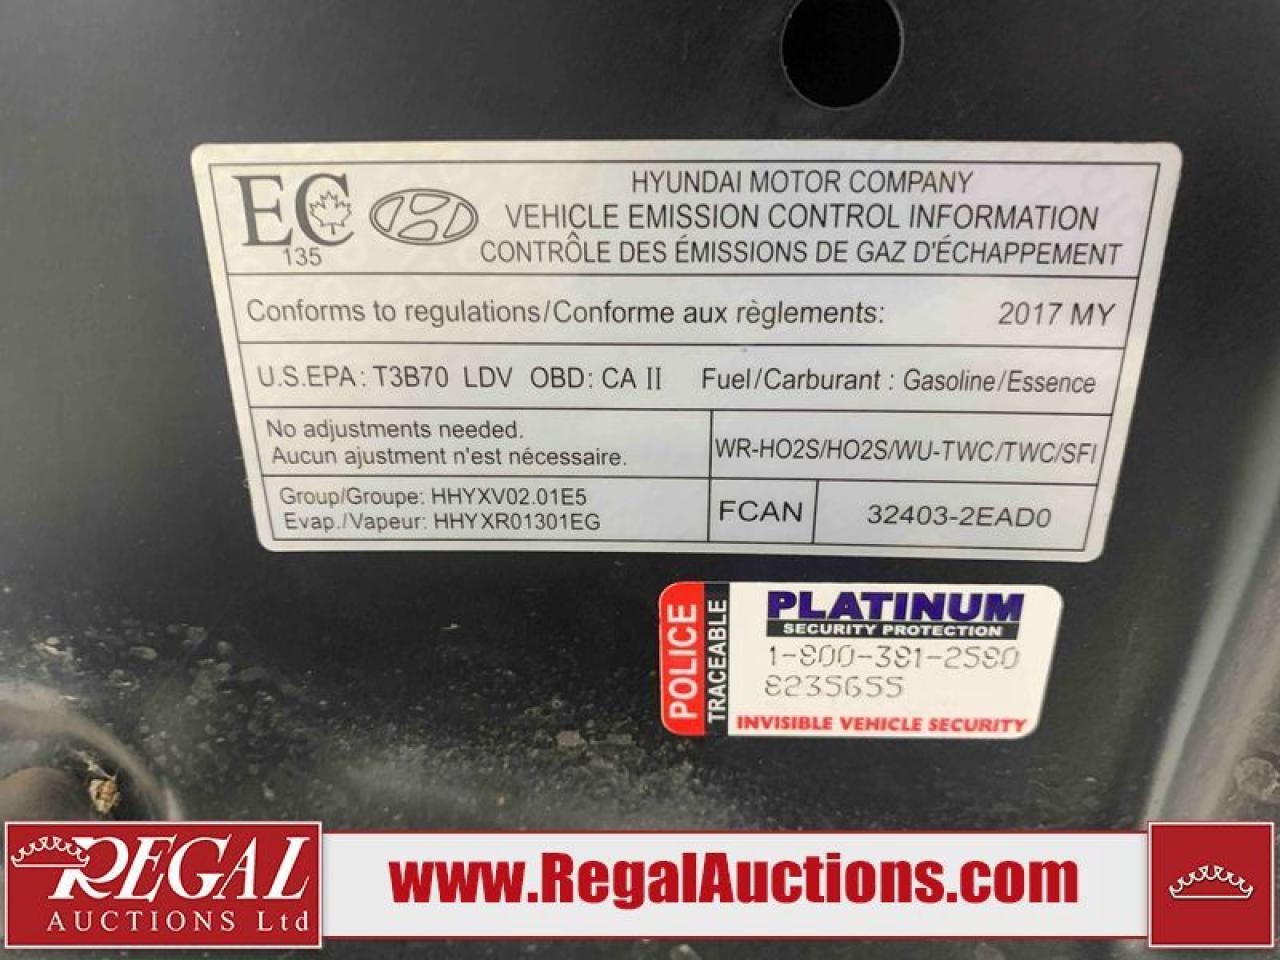 EC
135
HYUNDAI MOTOR COMPANY
VEHICLE EMISSION CONTROL INFORMATION
CONTRÔLE DES ÉMISSIONS DE GAZ D'ÉCHAPPEMENT
Conforms to regulations/Conforme aux règlements: 2017 MY
U.S.EPA : T3B70 LDV OBD: CA II Fuel/Carburant : Gasoline/Essence
No adjustments needed.
Aucun ajustment n'est nécessaire.
WR-HO2S/HO2S/WU-TWC/TWC/SFI
Group/Groupe: HHYXV02.01E5
Evap./Vapeur: HHYXR01301EG
FCAN
32403-2EAD0
POLICE
TRACEABLE
PLATINUM
SECURITY PROTECTION
1-800-381-2580
8235655
INVISIBLE VEHICLE SECURITY
REGAL
AUCTIONS Ltd
www.RegalAuctions.com